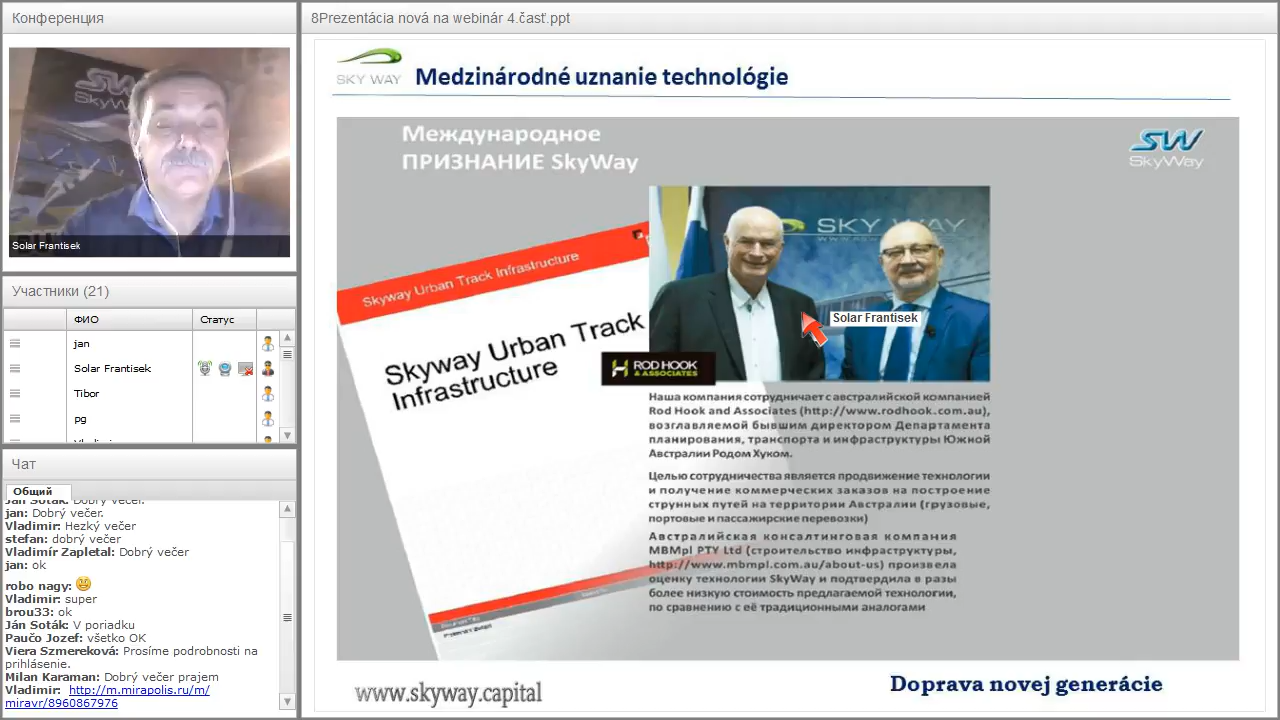 Конференция
Solar Frantisek
Участники (21)
ФИО
Статус
jan
Solar Frantisek
Tibor
pg
Чат
Общий
Ján Soták: Dobrý večer.
jan: Dobrý večer.
Vladimir: Hezký večer
stefan: dobrý večer
Vladimír Zapletal: Dobrý večer
jan: ok
robo nagy:
Vladimir: super
brou33: ok
Ján Soták: V poriadku
Paučo Jozef: všetko OK
Viera Szmereková: Prosíme podrobnosti na
prihlásenie.
Milan Karaman: Dobrý večer prajem
Vladimir: http://m.mirapolis.ru/m/
miravr/8960867976
8Prezentácia nová na webinár 4.časť.ppt
SKY WAY
Medzinárodné uznanie technológie
Международное
ПРИЗНАНИЕ SkyWay
SW
SkyWay
SKY WAY
Skyway Urban Track Infrastructure
Skyway Urban Track
Infrastructure
Solar Frantisek
ROD HOOK
& ASSOCIATES
Наша компания сотрудничает с австралийской компанией
Rod Hook and Associates (http://www.rodhook.com.au),
возглавляемой бывшим директором Департамента
планирования, транспорта и инфраструктуры Южной
Австралии Родом Хуком.
Целью сотрудничества является продвижение технологии
и получение коммерческих заказов на построение
струнных путей на территории Австралии (грузовые,
портовые и пассажирские перевозки)
Австралийская консалтинговая компания
MBMpl PTY Ltd (строительство инфраструктуры,
http://www.mbmpl.com.au/about-us) произвела
оценку технологии SkyWay и подтвердила в разы
более низкую стоимость предлагаемой технологии,
по сравнению с её традиционными аналогами
www.skyway.capital
Doprava novej generácie